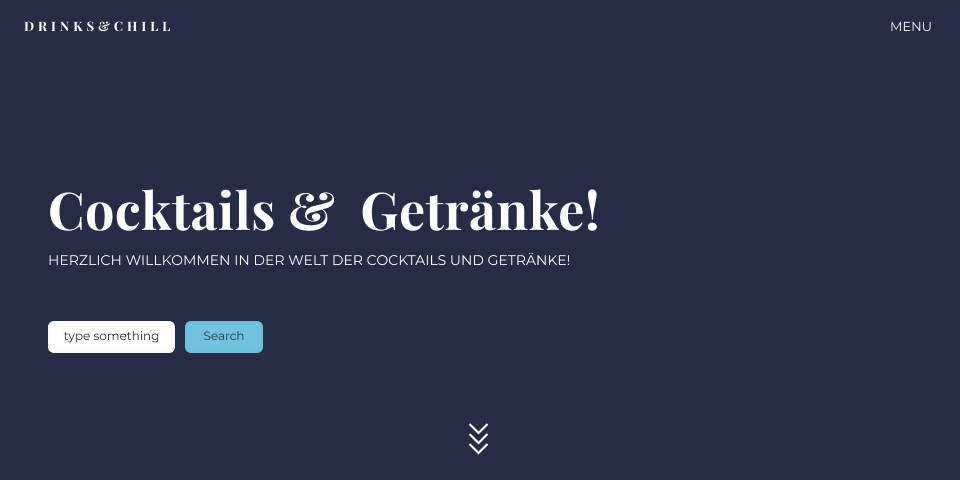 DRINKS&CHILL
MENU
Cocktails & Getränke!
HERZLICH WILLKOMMEN IN DER WELT DER COCKTAILS UND GETRÄNKE!
type something
Search